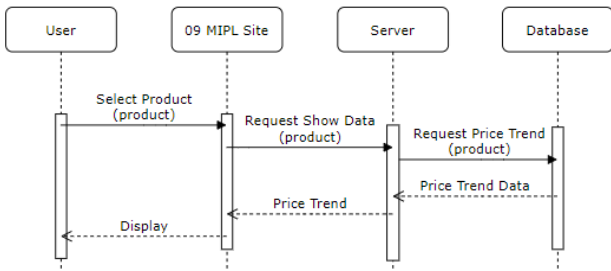 User
09 MIPL Site
Server
Database
Select Product
(product)
Request Show Data
(product)
Request Price Trend
(product)
Price Trend Data
Price Trend
Display